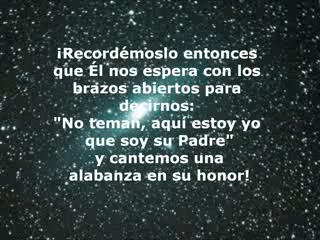 ¡Recordémoslo entonces
que Él nos espera con los
brazos abiertos para
decirnos:
"No teman, aquí estoy yo
que soy su Padre"
y cantemos una
alabanza en su honor!